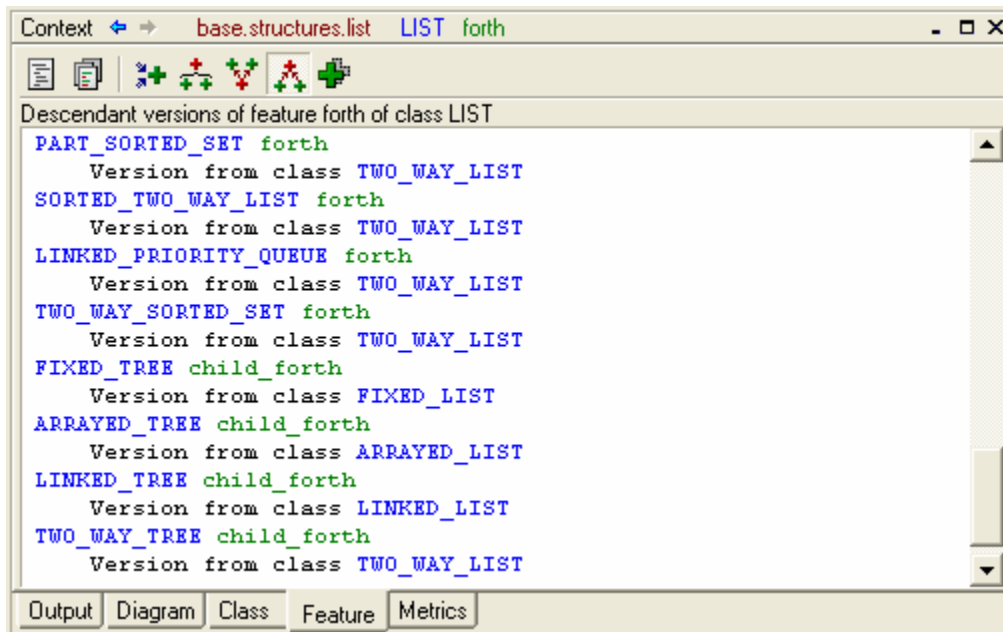 Context base.structures.list LIST forth
Descendant versions of feature forth of class LIST
PART_SORTED_SET forth
Version from class TWO_WAY_LIST
SORTED_TWO_WAY_LIST forth
Version from class TWO_WAY_LIST
LINKED_PRIORITY_QUEUE forth
Version from class TWO_WAY_LIST
TWO_WAY_SORTED_SET forth
Version from class TWO_WAY_LIST
FIXED_TREE child_forth
Version from class FIXED_LIST
ARRAYED_TREE child_forth
Version from class ARRAYED_LIST
LINKED_TREE child_forth
Version from class LINKED_LIST
TWO_WAY_TREE child_forth
Version from class TWO_WAY_LIST
Output Diagram Class Feature Metrics